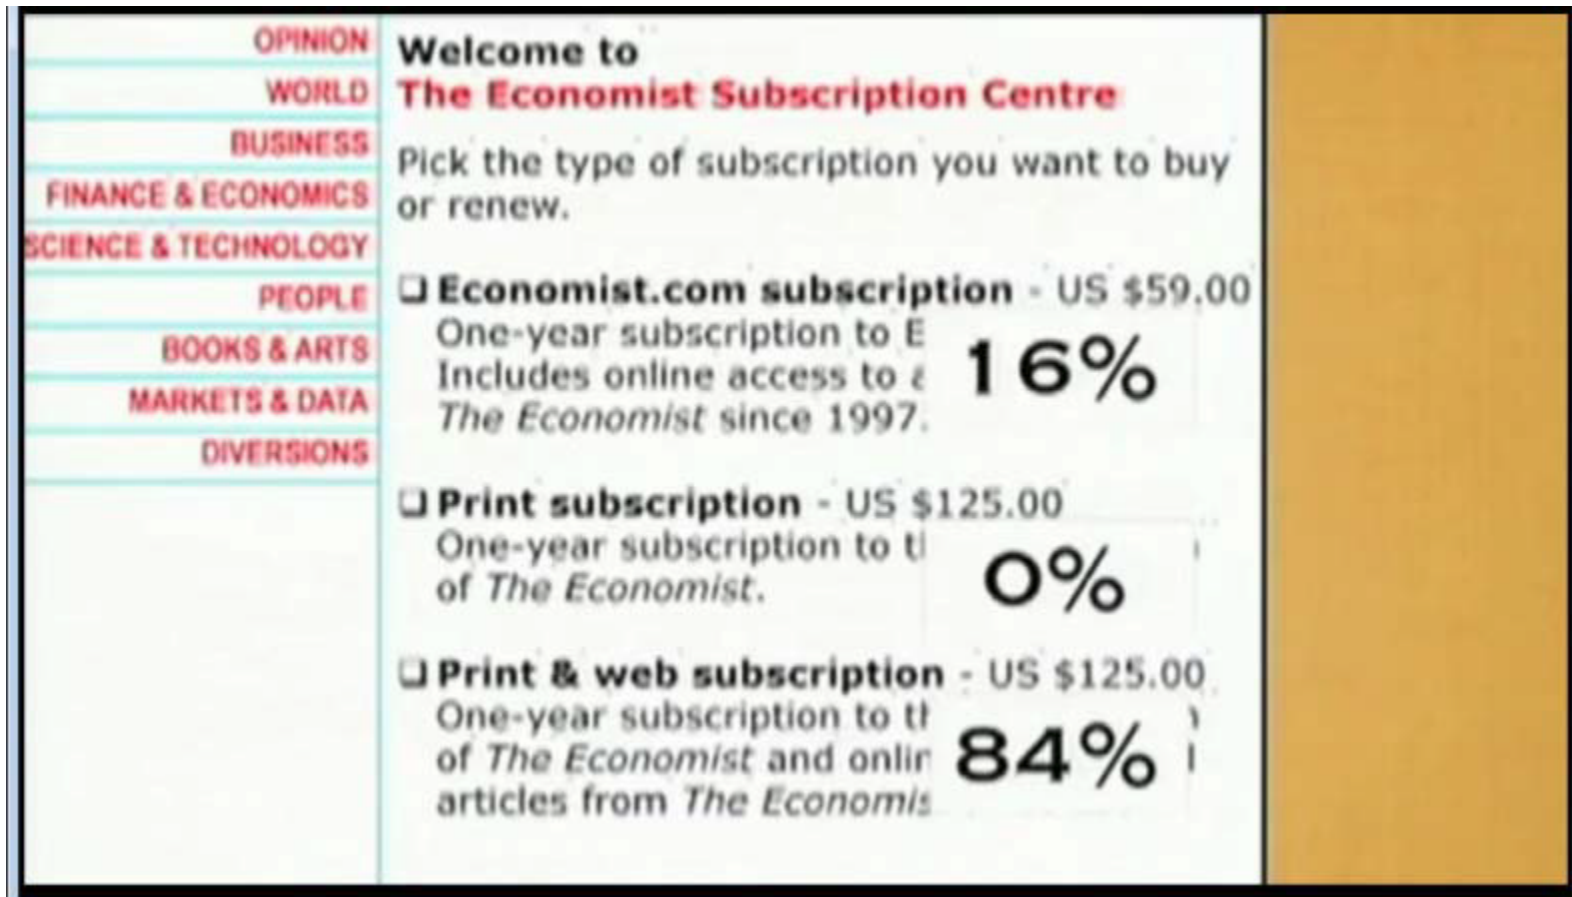 OPINION
WORLD
BUSINESS
FINANCE & ECONOMICS
SCIENCE & TECHNOLOGY
PEOPLE
BOOKS & ARTS
MARKETS & DATA
DIVERSIONS
Welcome to
The Economist Subscription Centre
Pick the type of subscription you want to buy
or renew.
❑ Economist.com subscription - US $59.00
One-year subscription to
Includes online access to
The Economist since 1997.
16%
❑ Print subscription - US $125.00
One-year subscription to
of The Economist.
0%
❑ Print & web subscription - US $125.00
One-year subscription to
of The Economist and
articles from The
84%